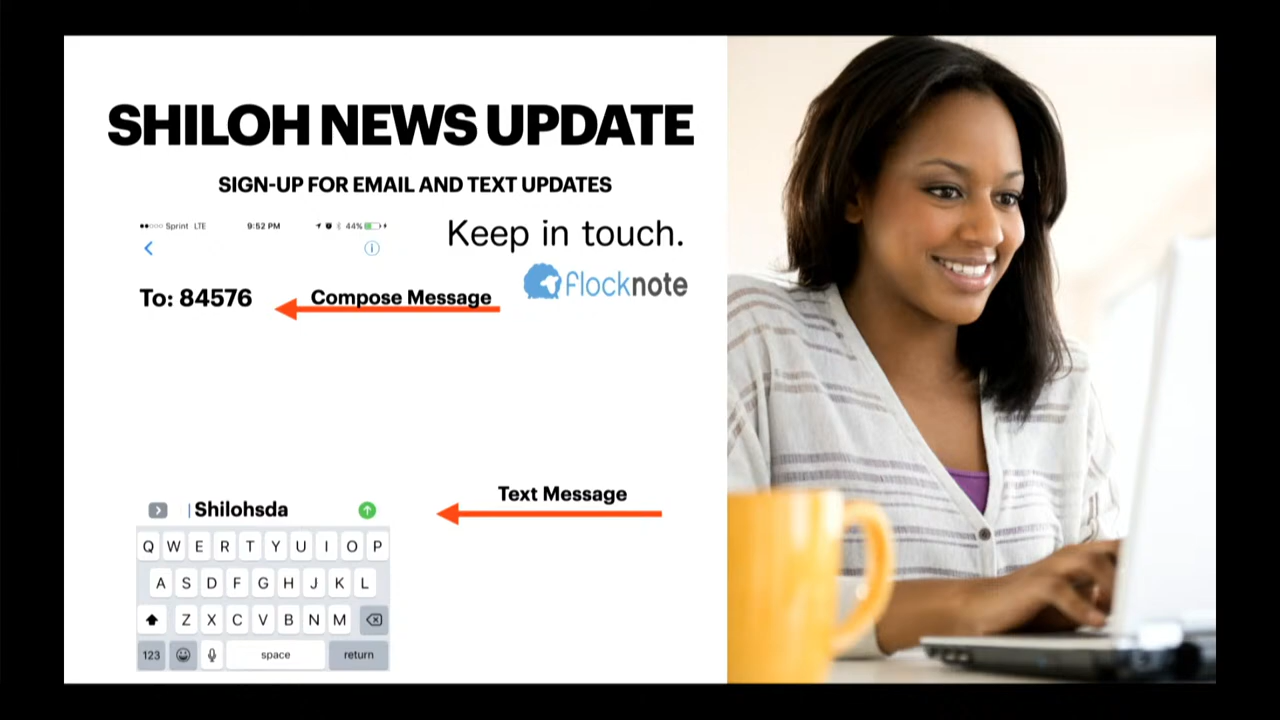 SHILOH NEWS UPDATE
SIGN-UP FOR EMAIL AND TEXT UPDATES
Sprint LTE 9:52 PM 44%
Keep in touch.
flocknote
To: 84576
Compose Message
Text Message
Shilohsda
Q W E R T Y U I O P
A S D F G H J K L
Z X C V B N M
123 space return